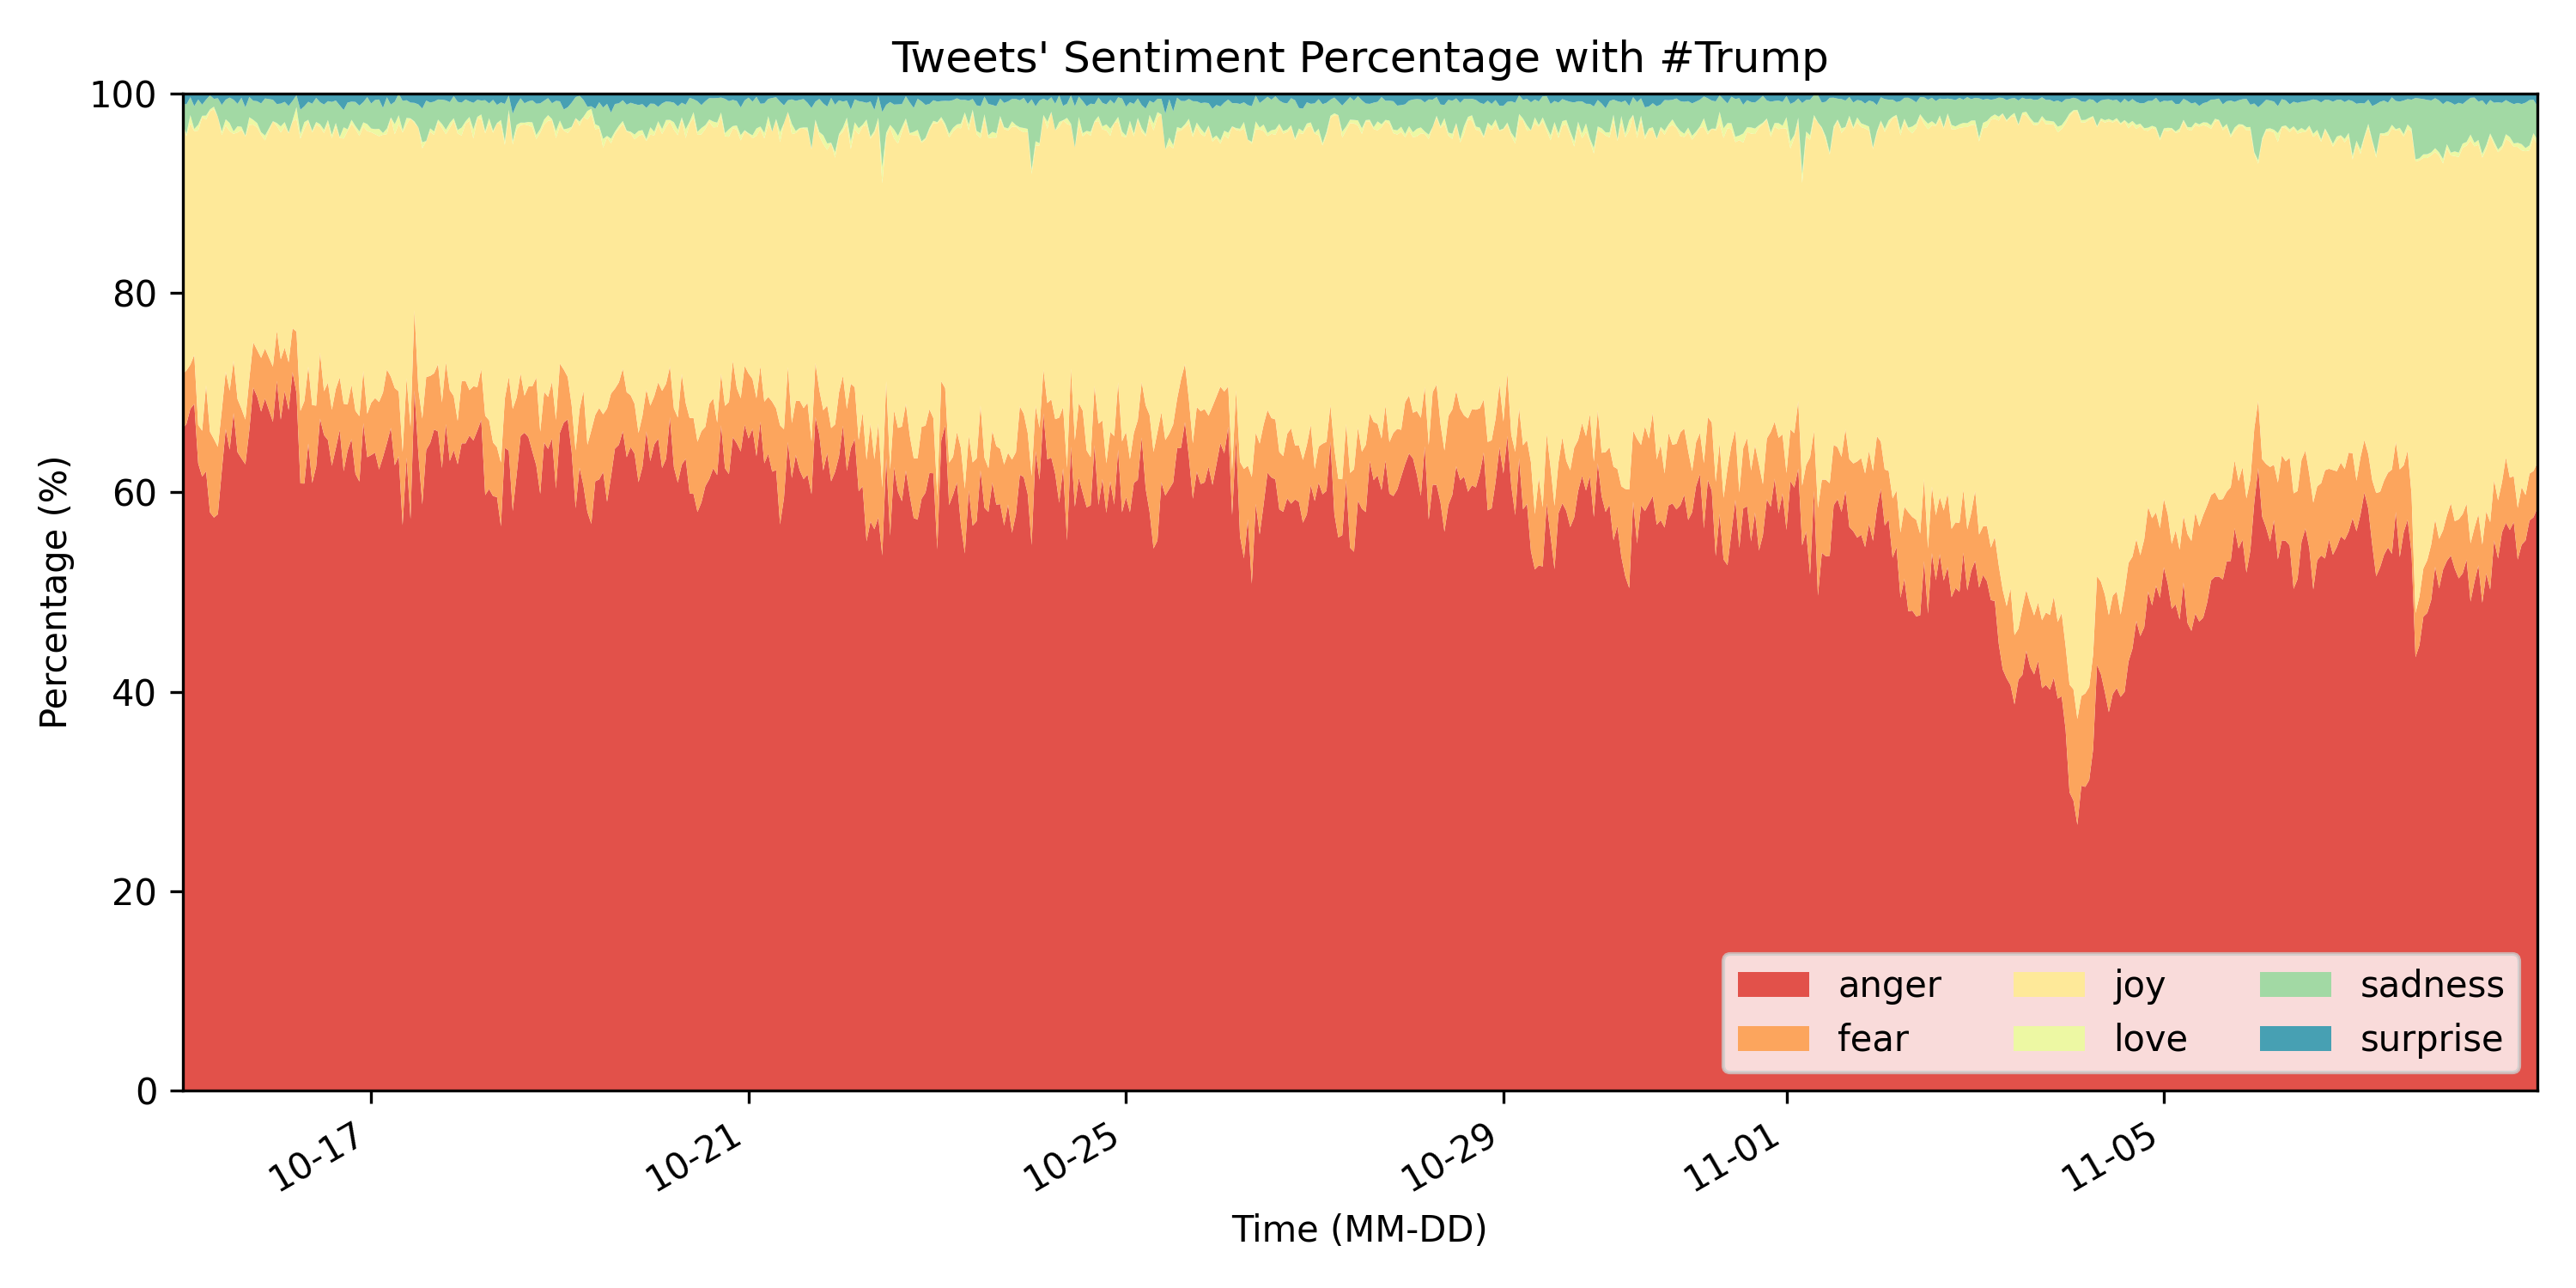 Tweets' Sentiment Percentage with #Trump
100
80
60
40
20
0
Percentage (%)
10-17
10-21
10-25
10-29
11-01
11-05
Time (MM-DD)
anger
joy
sadness
fear
love
surprise